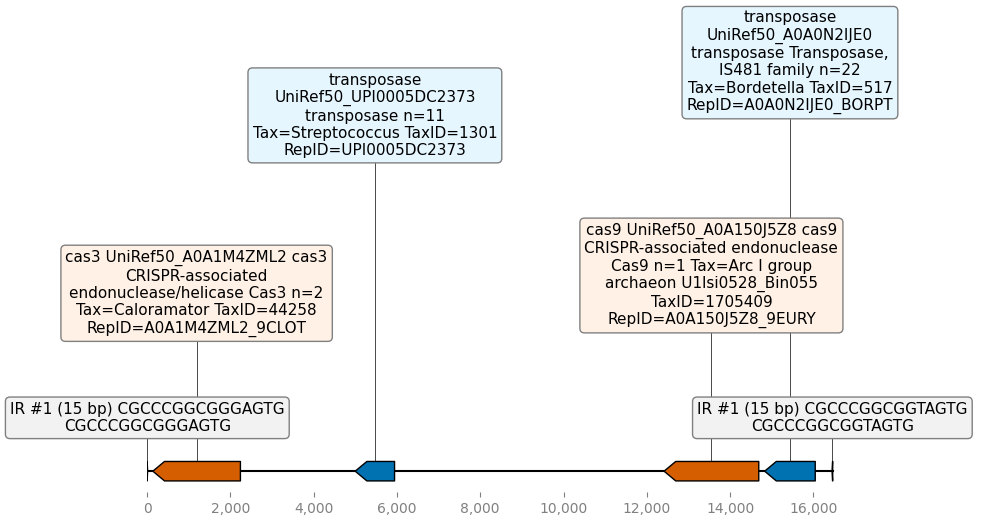 transposase
UniRef50_A0A0N2IJE0
transposase Transposase,
IS481 family n=22
Tax=Bordetella TaxID=517
RepID=A0A0N2IJE0_BORPT
transposase
UniRef50_UPI0005DC2373
transposase n=11
Tax=Streptococcus TaxID=1301
RepID=UPI0005DC2373
cas9 UniRef50_A0A150J5Z8 cas9
CRISPR-associated endonuclease
Cas9 n=1 Tax=Arc I group
archaeon U1lsi0528_Bin055
TaxID=1705409
RepID=A0A150J5Z8_9EURY
cas3 UniRef50_A0A1M4ZML2 cas3
CRISPR-associated
endonuclease/helicase Cas3 n=2
Tax=Caloramator TaxID=44258
RepID=A0A1M4ZML2_9CLOT
IR #1 (15 bp) CGCCCGGCGGGAGTG
CGCCCGGCGGGAGTG
IR #1 (15 bp) CGCCCGGCGGTAGTG
CGCCCGGCGGTAGTG
0 2,000 4,000 6,000 8,000 10,000 12,000 14,000 16,000